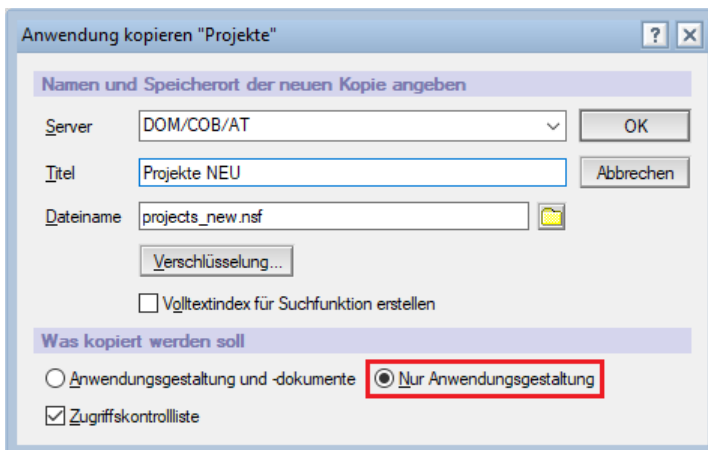 Anwendung kopieren "Projekte"
Namen und Speicherort der neuen Kopie angeben
Server DOM/COB/AT OK
Titel Projekte NEU Abbrechen
Dateiname projects_new.nsf
Verschlüsselung...
Volltextindex für Suchfunktion erstellen
Was kopiert werden soll
Anwendungsgestaltung und -dokumente Nur Anwendungsgestaltung
Zugriffskontrollliste